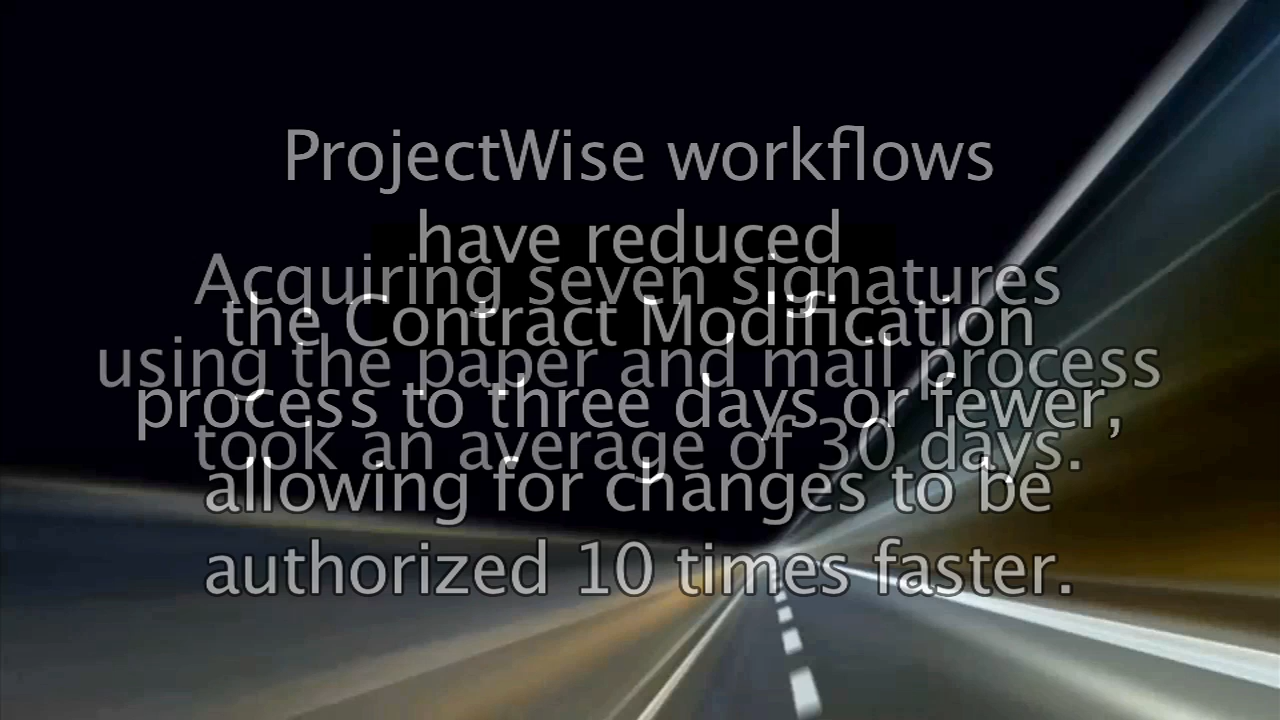 ProjectWise workflows
have reduced
the Contract Modification
process to three days or fewer,
allowing for changes to be
authorized 10 times faster.
Acquiring seven signatures
using the paper and mail process
took an average of 30 days.